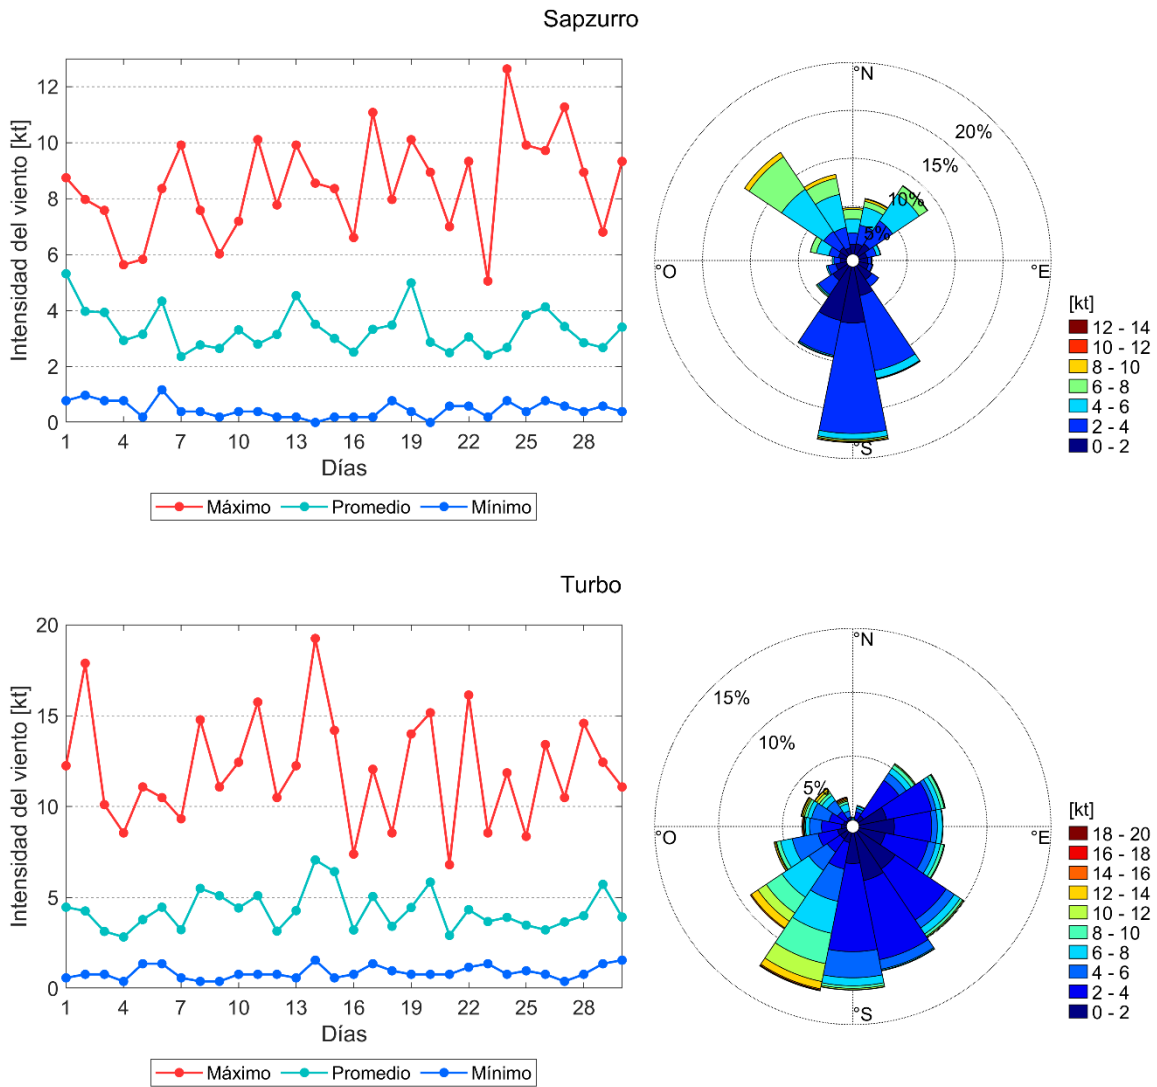 Sapzurro
Intensidad del viento [kt]
12
10
8
6
4
2
0
1 4 7 10 13 16 19 22 25 28
Días
Máximo Promedio Mínimo
°N
20%
15%
10%
5%
°O °E
°S
[kt]
12 - 14
10 - 12
8 - 10
6 - 8
4 - 6
2 - 4
0 - 2
Turbo
Intensidad del viento [kt]
20
15
10
5
0
1 4 7 10 13 16 19 22 25 28
Días
Máximo Promedio Mínimo
°N
15%
10%
5%
°O °E
°S
[kt]
18 - 20
16 - 18
14 - 16
12 - 14
10 - 12
8 - 10
6 - 8
4 - 6
2 - 4
0 - 2